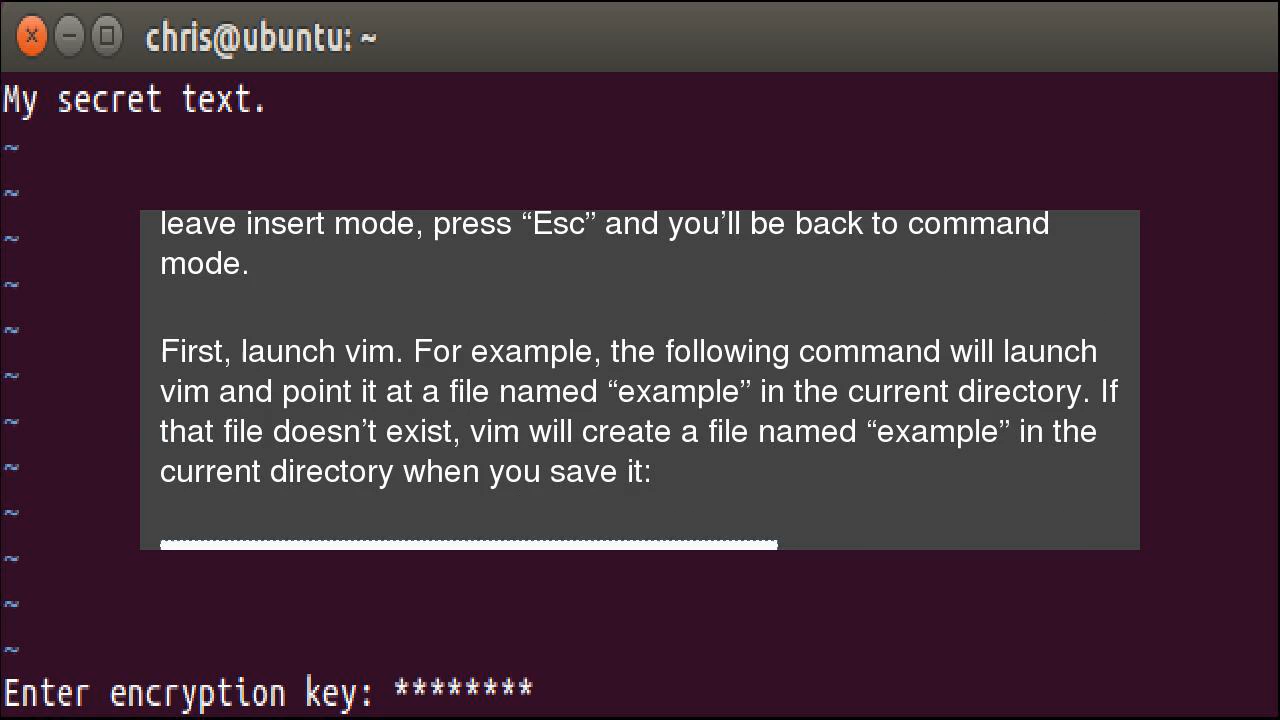 chris@ubuntu: ~
My secret text.
~
~
~
~
~
~
~
~
~
~
~
~
leave insert mode, press “Esc” and you’ll be back to command
mode.
First, launch vim. For example, the following command will launch
vim and point it at a file named “example” in the current directory. If
that file doesn’t exist, vim will create a file named “example” in the
current directory when you save it:
Enter encryption key: ********